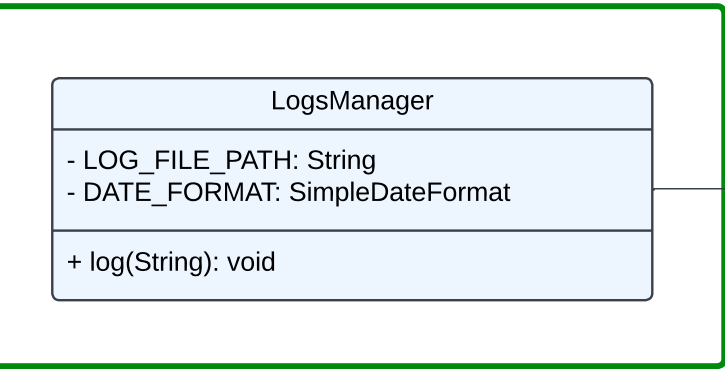 LogsManager
- LOG_FILE_PATH: String
- DATE_FORMAT: SimpleDateFormat
+ log(String): void